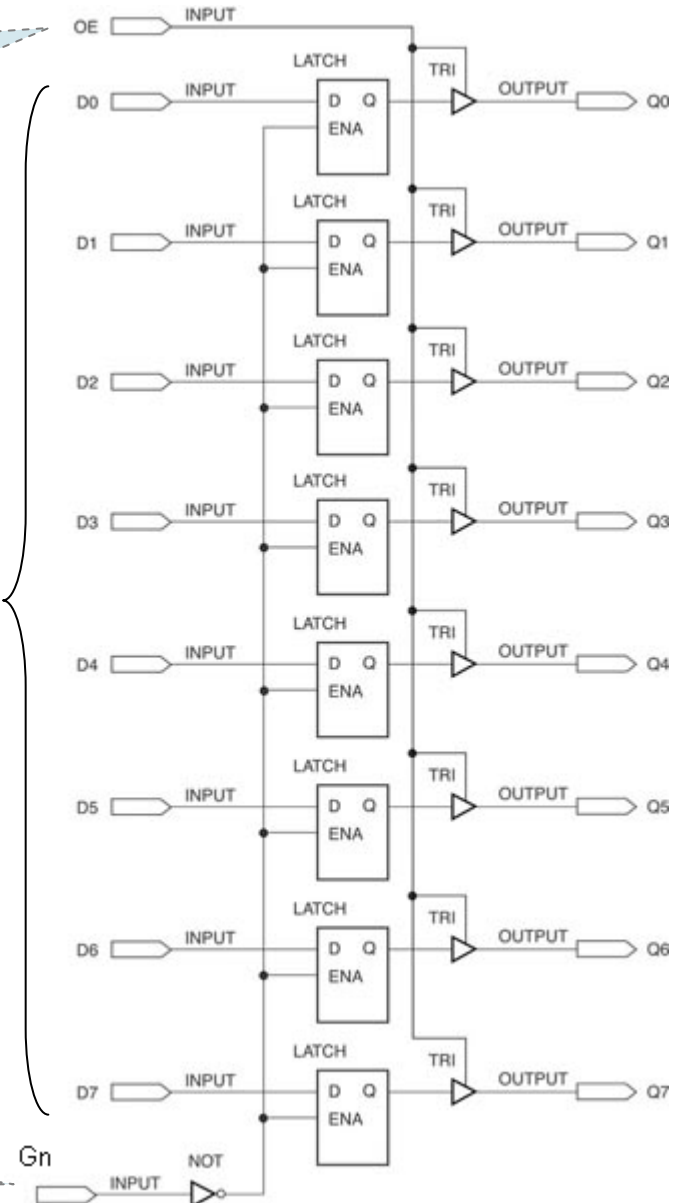 OE INPUT
LATCH TRI
D0 INPUT D Q OUTPUT Q0
ENA
LATCH TRI
D1 INPUT D Q OUTPUT Q1
ENA
LATCH TRI
D2 INPUT D Q OUTPUT Q2
ENA
LATCH TRI
D3 INPUT D Q OUTPUT Q3
ENA
LATCH TRI
D4 INPUT D Q OUTPUT Q4
ENA
LATCH TRI
D5 INPUT D Q OUTPUT Q5
ENA
LATCH TRI
D6 INPUT D Q OUTPUT Q6
ENA
LATCH TRI
D7 INPUT D Q OUTPUT Q7
ENA
Gn INPUT NOT